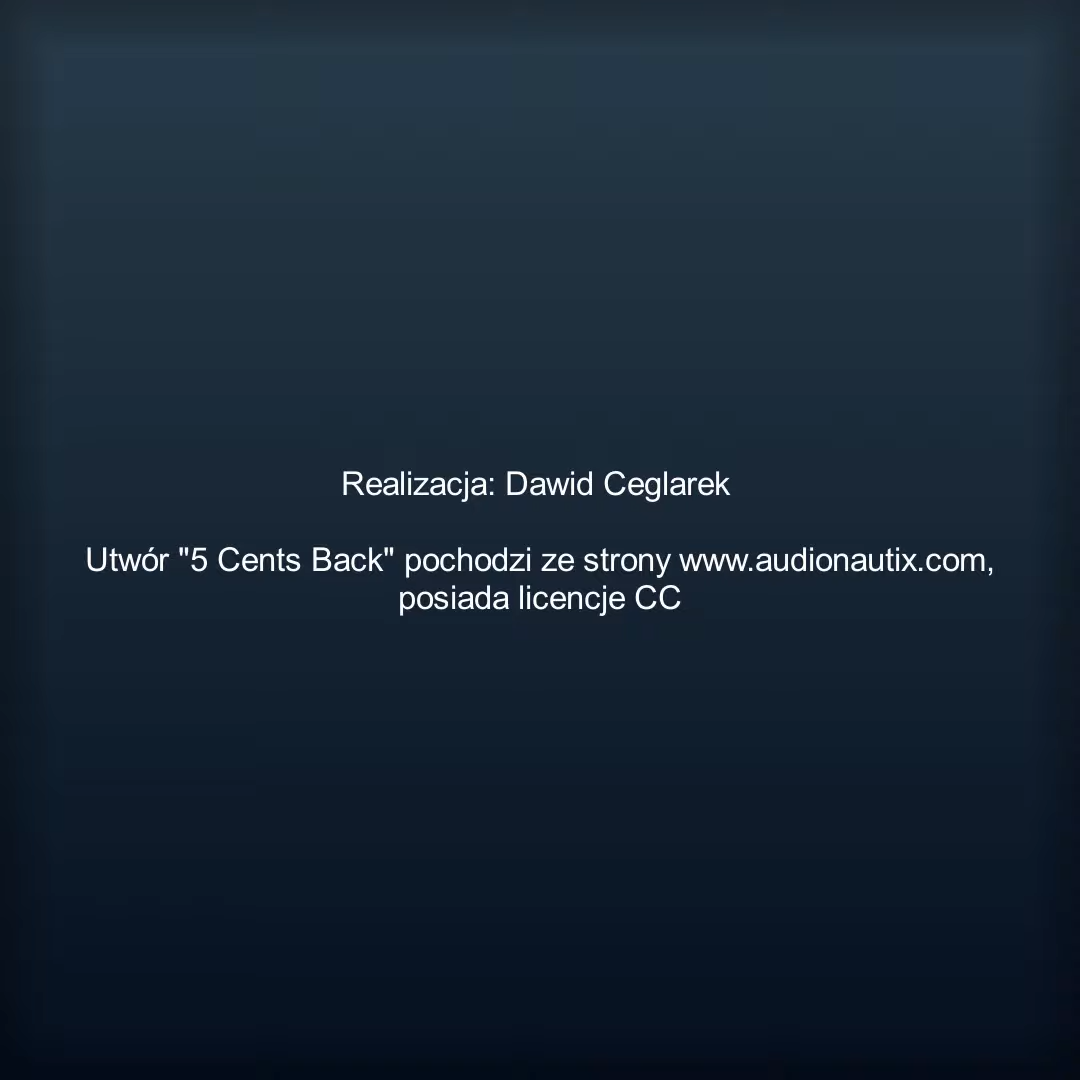 Realizacja: Dawid Ceglarek
Utwór "5 Cents Back" pochodzi ze strony www.audionautix.com,
posiada licencje CC